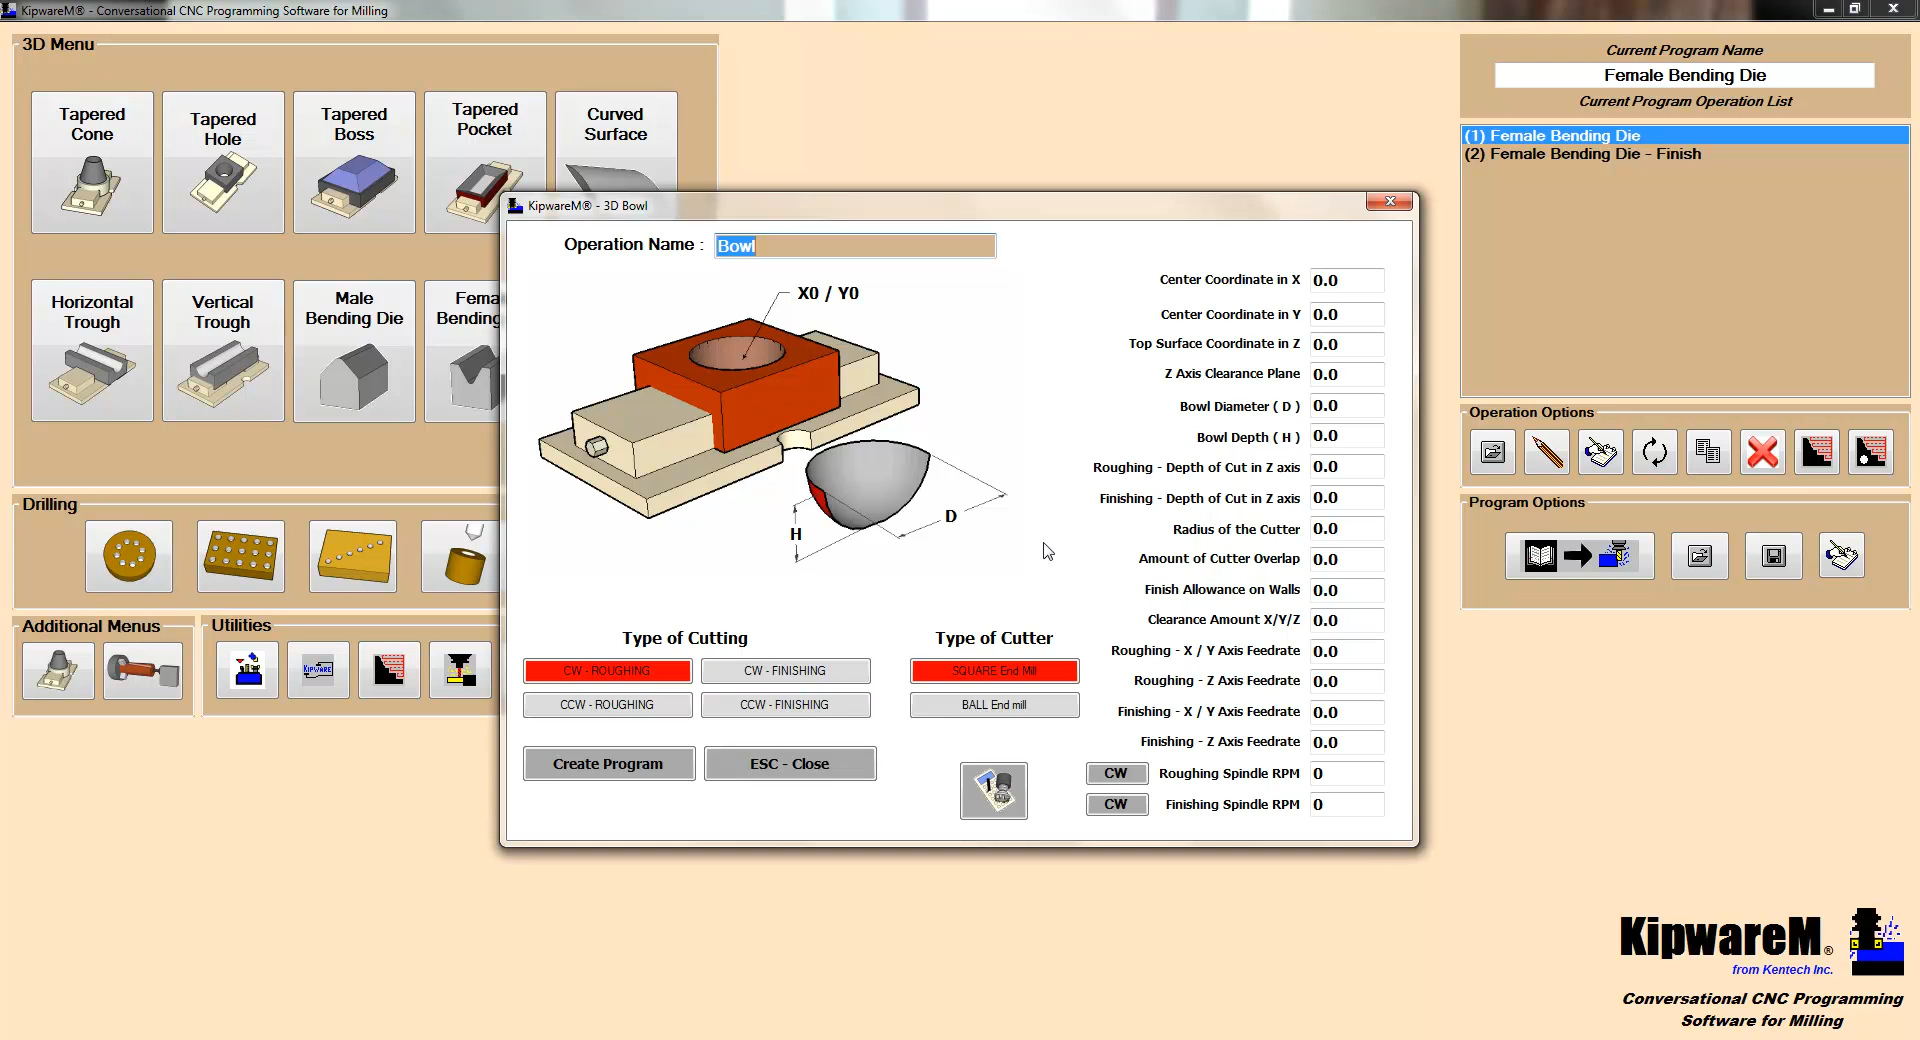 KipwareM® - Conversational CNC Programming Software for Milling
3D Menu
Tapered
Cone
Tapered
Hole
Tapered
Boss
Tapered
Pocket
Curved
Surface
Horizontal
Trough
Vertical
Trough
Male
Bending Die
Fema
Bending
Drilling
Additional Menus
Utilities
KIPWARE
KipwareM® - 3D Bowl
Operation Name :
Bowl
X0 / Y0
H
D
Type of Cutting
CW - ROUGHING
CW - FINISHING
CCW - ROUGHING
CCW - FINISHING
Type of Cutter
SQUARE End Mill
BALL End mill
Create Program
ESC - Close
Center Coordinate in X 0.0
Center Coordinate in Y 0.0
Top Surface Coordinate in Z 0.0
Z Axis Clearance Plane 0.0
Bowl Diameter ( D ) 0.0
Bowl Depth ( H ) 0.0
Roughing - Depth of Cut in Z axis 0.0
Finishing - Depth of Cut in Z axis 0.0
Radius of the Cutter 0.0
Amount of Cutter Overlap 0.0
Finish Allowance on Walls 0.0
Clearance Amount X/Y/Z 0.0
Roughing - X / Y Axis Feedrate 0.0
Roughing - Z Axis Feedrate 0.0
Finishing - X / Y Axis Feedrate 0.0
Finishing - Z Axis Feedrate 0.0
CW Roughing Spindle RPM 0
CW Finishing Spindle RPM 0
Current Program Name
Female Bending Die
Current Program Operation List
(1) Female Bending Die
(2) Female Bending Die - Finish
Operation Options
Program Options
KipwareM®
from Kentech Inc.
Conversational CNC Programming
Software for Milling